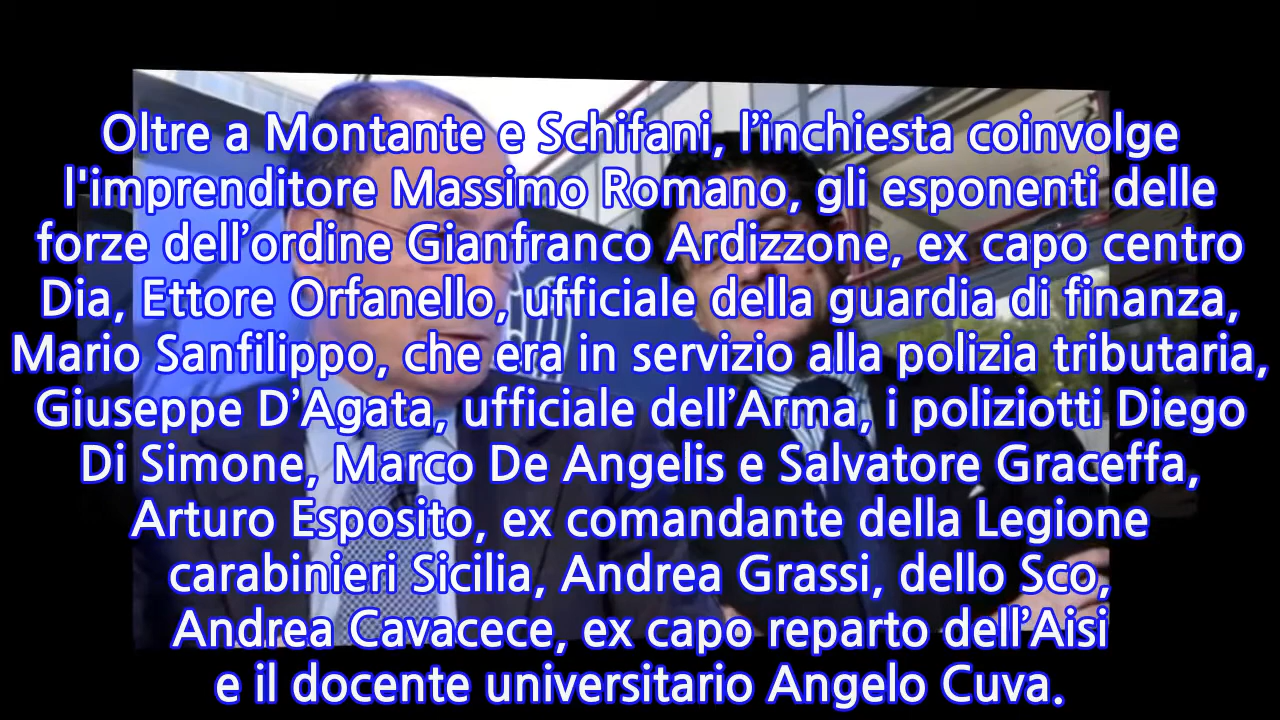 Oltre a Montante e Schifani, l’inchiesta coinvolge
l'imprenditore Massimo Romano, gli esponenti delle
forze dell’ordine Gianfranco Ardizzone, ex capo centro
Dia, Ettore Orfanello, ufficiale della guardia di finanza,
Mario Sanfilippo, che era in servizio alla polizia tributaria,
Giuseppe D’Agata, ufficiale dell’Arma, i poliziotti Diego
Di Simone, Marco De Angelis e Salvatore Graceffa,
Arturo Esposito, ex comandante della Legione
carabinieri Sicilia, Andrea Grassi, dello Sco,
Andrea Cavacece, ex capo reparto dell’Aisi
e il docente universitario Angelo Cuva.